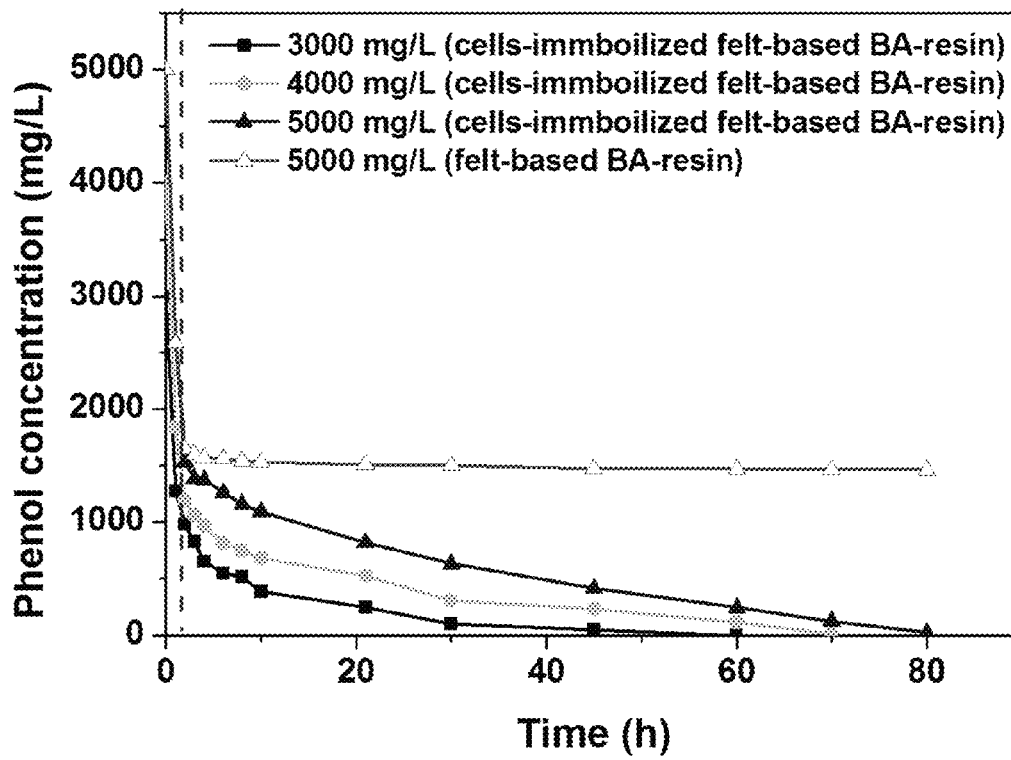 3000 mg/L (cells-immboilized felt-based BA-resin)
4000 mg/L (cells-immboilized felt-based BA-resin)
5000 mg/L (cells-immboilized felt-based BA-resin)
5000 mg/L (felt-based BA-resin)
Phenol concentration (mg/L)
5000
4000
3000
2000
1000
0
0 20 40 60 80
Time (h)